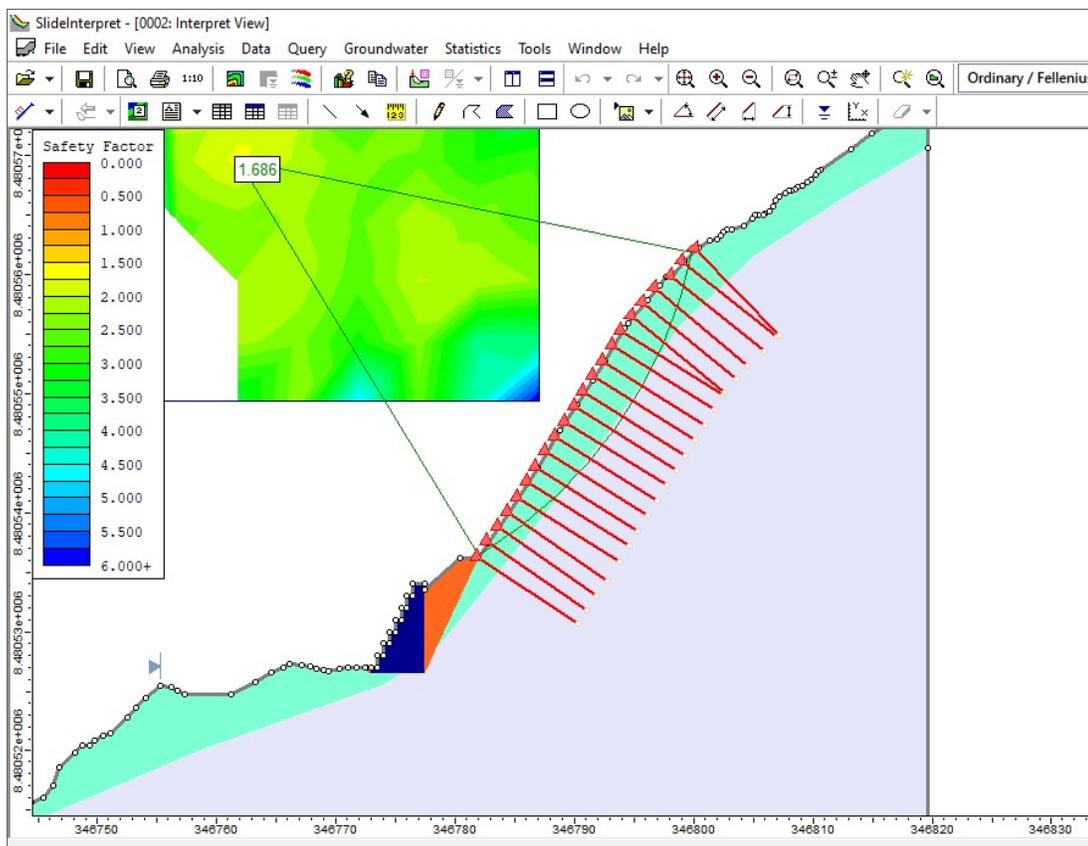 SlideInterpret - [0002: Interpret View]
File Edit View Analysis Data Query Groundwater Statistics Tools Window Help
1:10
Ordinary / Felleniu
2
123
Safety Factor
0.000
0.500
1.000
1.500
2.000
2.500
3.000
3.500
4.000
4.500
5.000
5.500
6.000+
1.686
8.48057e+0
8.48056e+006
8.48055e+006
8.48054e+006
8.48053e+006
8.48052e+006
346750 346760 346770 346780 346790 346800 346810 346820 346830